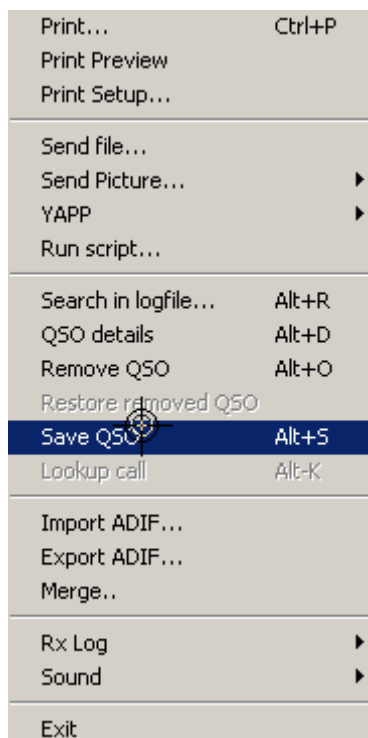 Print... Ctrl+P
Print Preview
Print Setup...
Send file...
Send Picture...
YAPP
Run script...
Search in logfile... Alt+R
QSO details Alt+D
Remove QSO Alt+O
Restore removed QSO
Save QSO Alt+S
Lookup call Alt-K
Import ADIF...
Export ADIF...
Merge..
Rx Log
Sound
Exit